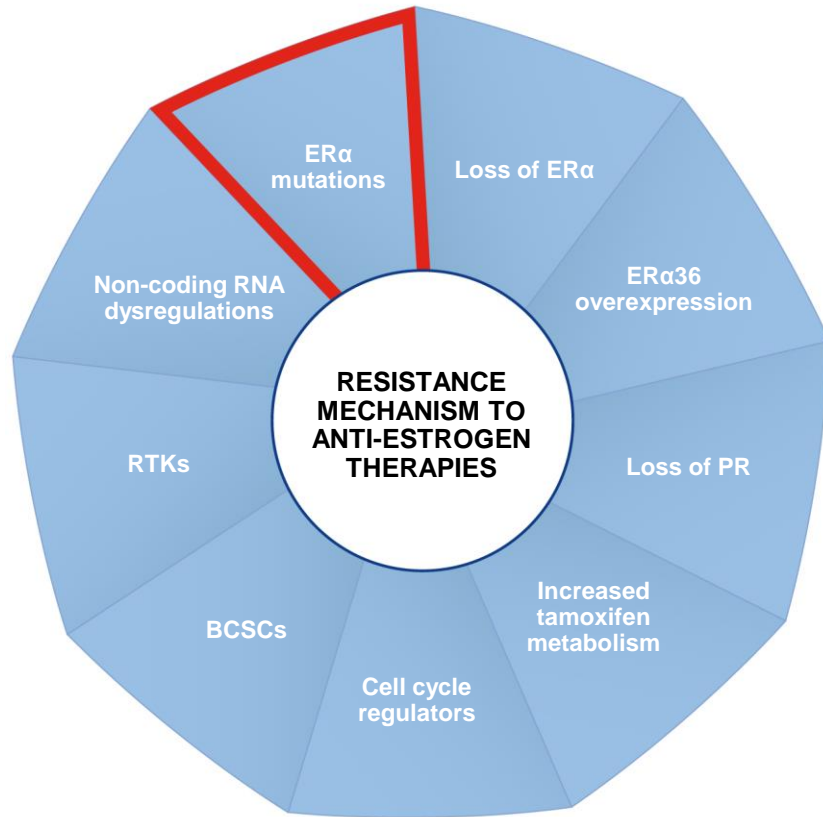 ERα
mutations
Loss of ERα
ERα36
overexpression
Loss of PR
Increased
tamoxifen
metabolism
Cell cycle
regulators
BCSCs
RTKs
Non-coding RNA
dysregulations
RESISTANCE
MECHANISM TO
ANTI-ESTROGEN
THERAPIES